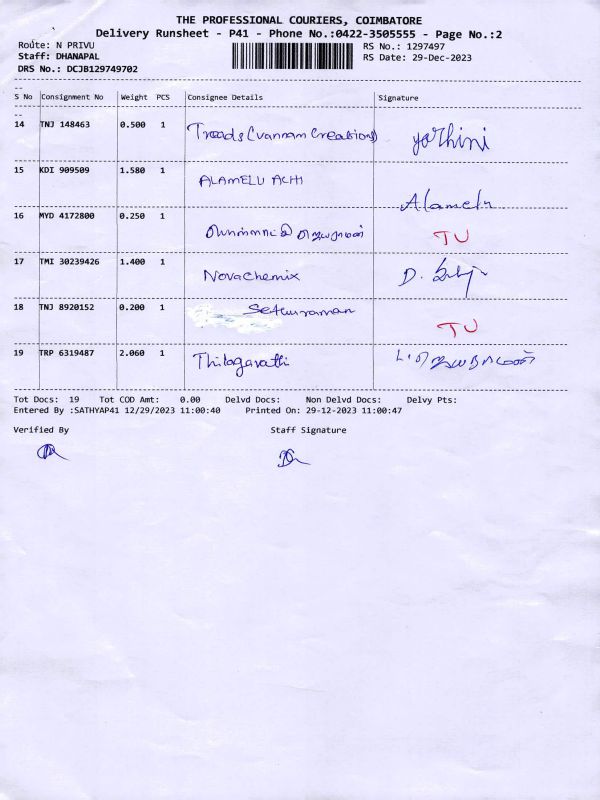 THE PROFESSIONAL COURIERS, COIMBATORE
Delivery Runsheet - P41 - Phone No.:0422-3505555 - Page No.:2
Route: N PRIVU
RS No.: 1297497
Staff: DHANAPAL
RS Date: 29-Dec-2023
DRS No.: DCJB129749702
S No Consignment No Weight PCS Consignee Details Signature
14 TNJ 148463 0.500 1 Treads (vannam Creations) yazhini
15 KDI 909509 1.580 1 ALAMELU ACHI Alamelu
16 MYD 4172800 0.250 1 TU
17 TMI 30239426 1.400 1 Novachemix D.
18 TNJ 8920152 0.200 1 Sethuraman TU
19 TRP 6319487 2.060 1 Thilagavathi
Tot Docs: 19 Tot COD Amt: 0.00 Delvd Docs: Non Delvd Docs: Delvy Pts:
Entered By :SATHYAP41 12/29/2023 11:00:40 Printed On: 29-12-2023 11:00:47
Verified By Staff Signature